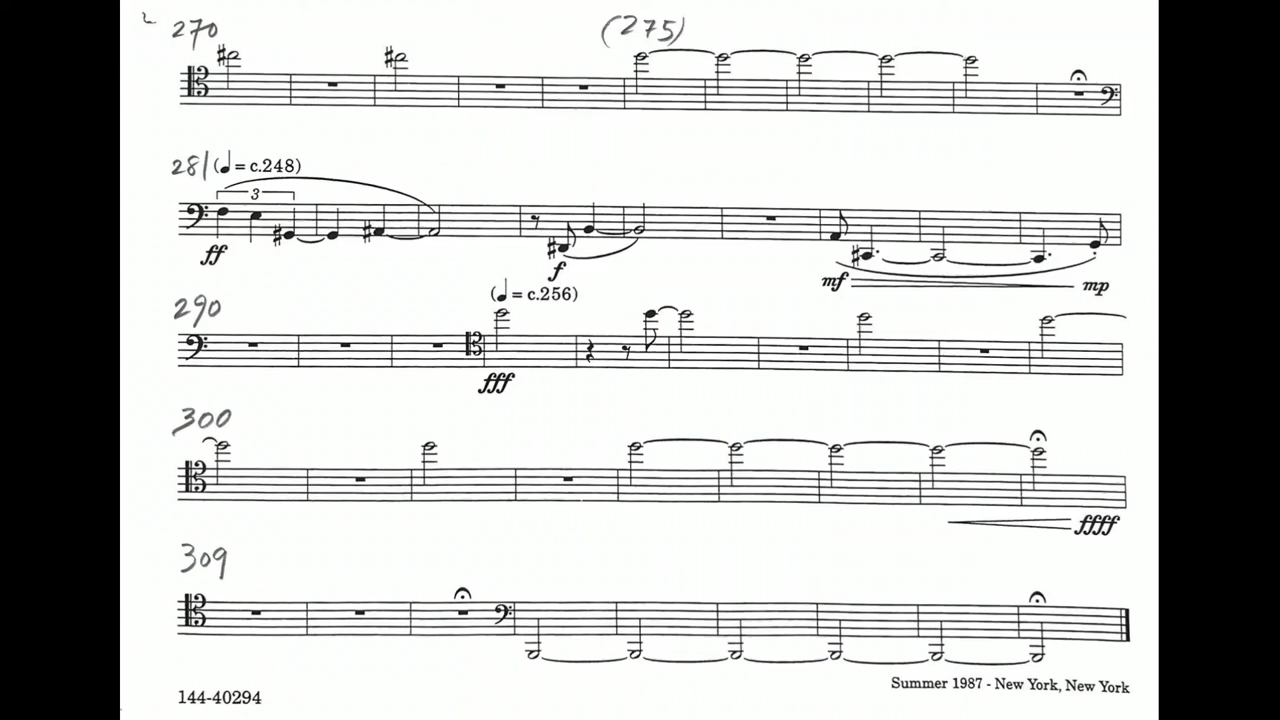 270 (275)
281 (♩= c.248)
3
ff f mf mp
290 (♩= c.256)
fff
300
ffff
309
Summer 1987 - New York, New York
144-40294